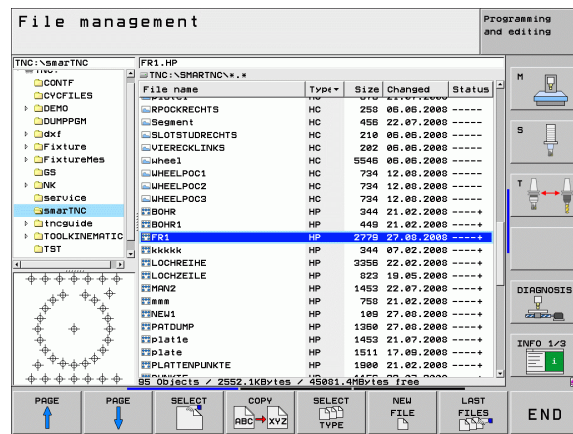 File management
Programming
and editing
TNC:\smarTNC
FR1.HP
TNC:\SMARTNC\*.*
CONTF
CYCFILES
DEMO
DUMPPGM
dxf
Fixture
FixtureMes
GS
NK
service
smarTNC
tncguide
TOOLKINEMATIC
TST
File name Type Size Changed Status
RPOCKRECHTS HC 258 06.06.2008 -----
Segment HC 456 22.07.2008 -----
SLOTSTUDRECHTS HC 210 06.06.2008 -----
VIERECKLINKS HC 202 06.06.2008 -----
wheel HC 5546 06.06.2008 -----
WHEELPOC1 HC 734 12.08.2008 -----
WHEELPOC2 HC 734 12.08.2008 -----
WHEELPOC3 HC 734 12.08.2008 -----
BOHR HP 344 21.02.2008 ----+
BOHR1 HP 449 21.02.2008 ----+
FR1 HP 2779 27.08.2008 ----+
kkkkk HP 344 07.02.2008 ----+
LOCHREIHE HP 3356 22.02.2008 ----+
LOCHZEILE HP 823 19.05.2008 ----+
MAN2 HP 1453 22.07.2008 ----+
mmm HP 758 21.02.2008 ----+
NEW1 HP 109 27.08.2008 ----+
PATDUMP HP 1360 27.08.2008 ----+
plat1e HP 1453 21.07.2008 ----+
plate HP 1511 17.09.2008 ----+
PLATTENPUNKTE HP 1900 21.02.2008 ----+
95 Objects / 2552.1KBytes / 45081.4MBytes free
M
S
T
DIAGNOSIS
INFO 1/3
PAGE
PAGE
SELECT
COPY
ABC XYZ
SELECT
TYPE
NEW
FILE
LAST
FILES
END